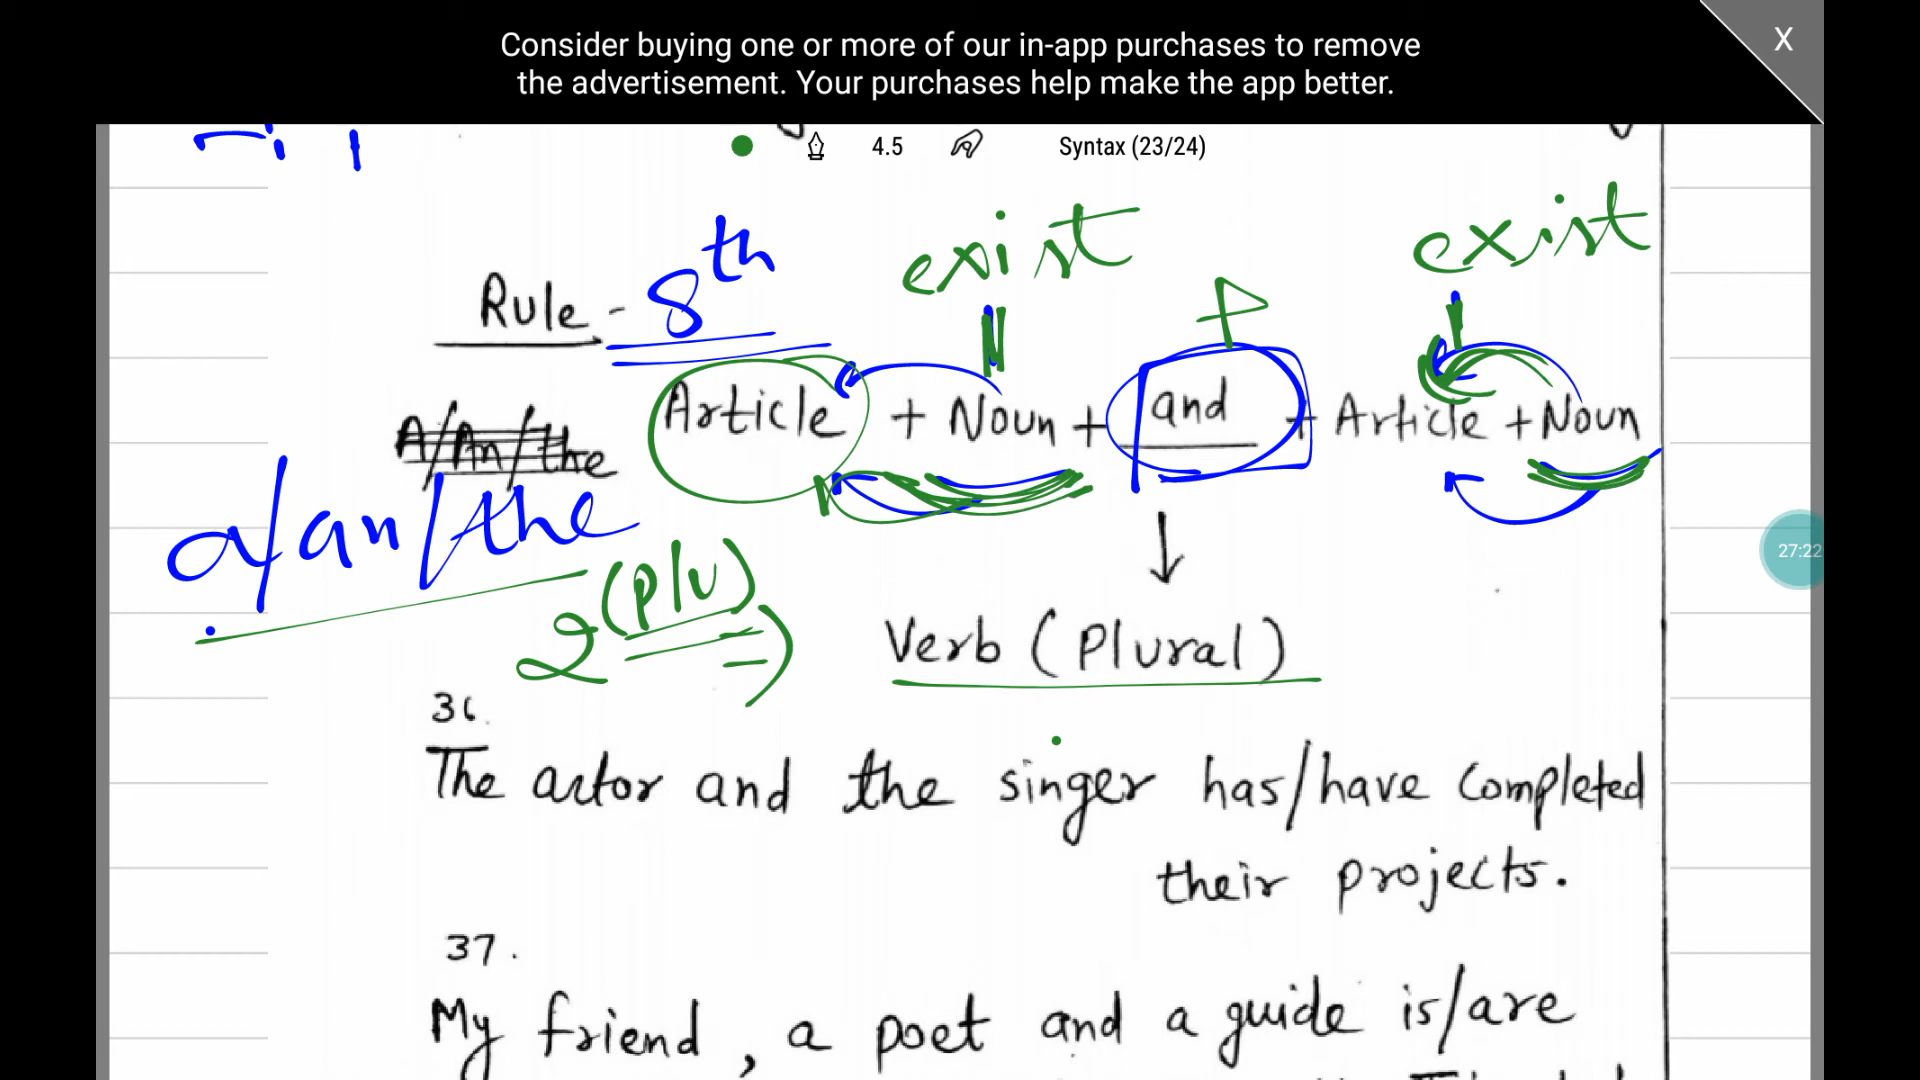 Consider buying one or more of our in-app purchases to remove
the advertisement. Your purchases help make the app better.
X
4.5 Syntax (23/24)
exist exist
Rule - 8th
Article + Noun + and + Article + Noun
A/An/the
a/an/the
2 (plu)
Verb (Plural)
27:22
36.
The actor and the singer has/have completed
their projects.
37.
My friend, a poet and a guide is/are